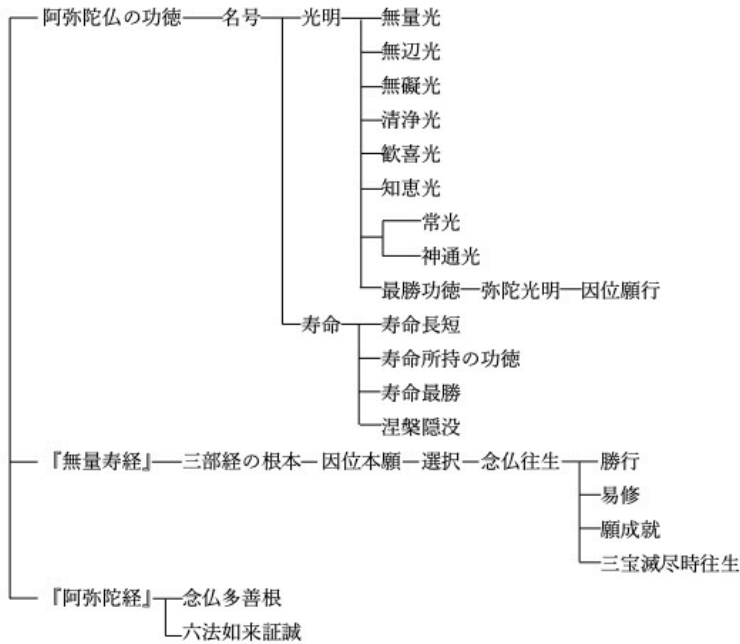 阿弥陀仏の功徳 名号 光明 無量光
無辺光
無礙光
清浄光
歓喜光
知恵光
常光
神通光
最勝功徳 弥陀光明 因位願行
寿命 寿命長短
寿命所持の功徳
寿命最勝
涅槃隠没
『無量寿経』 三部経の根本 因位本願 選択 念仏往生 勝行
易修
願成就
三宝滅尽時往生
『阿弥陀経』 念仏多善根
六法如来証誠